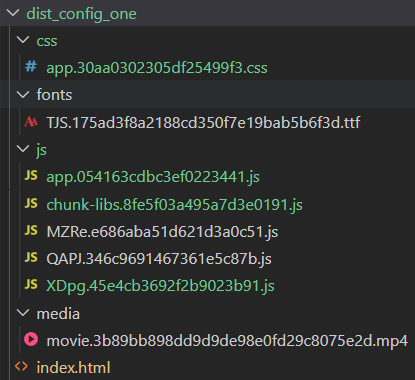 dist_config_one
css
# app.30aa0302305df25499f3.css
fonts
TJS.175ad3f8a2188cd350f7e19bab5b6f3d.ttf
js
JS app.054163cdbc3ef0223441.js
JS chunk-libs.8fe5f03a495a7d3e0191.js
JS MZRe.e686aba51d621d3a0c51.js
JS QAPJ.346c9691467361e5c87b.js
JS XDpg.45e4cb3692f2b9023b91.js
media
movie.3b89bb898dd9d9de98e0fd29c8075e2d.mp4
<> index.html